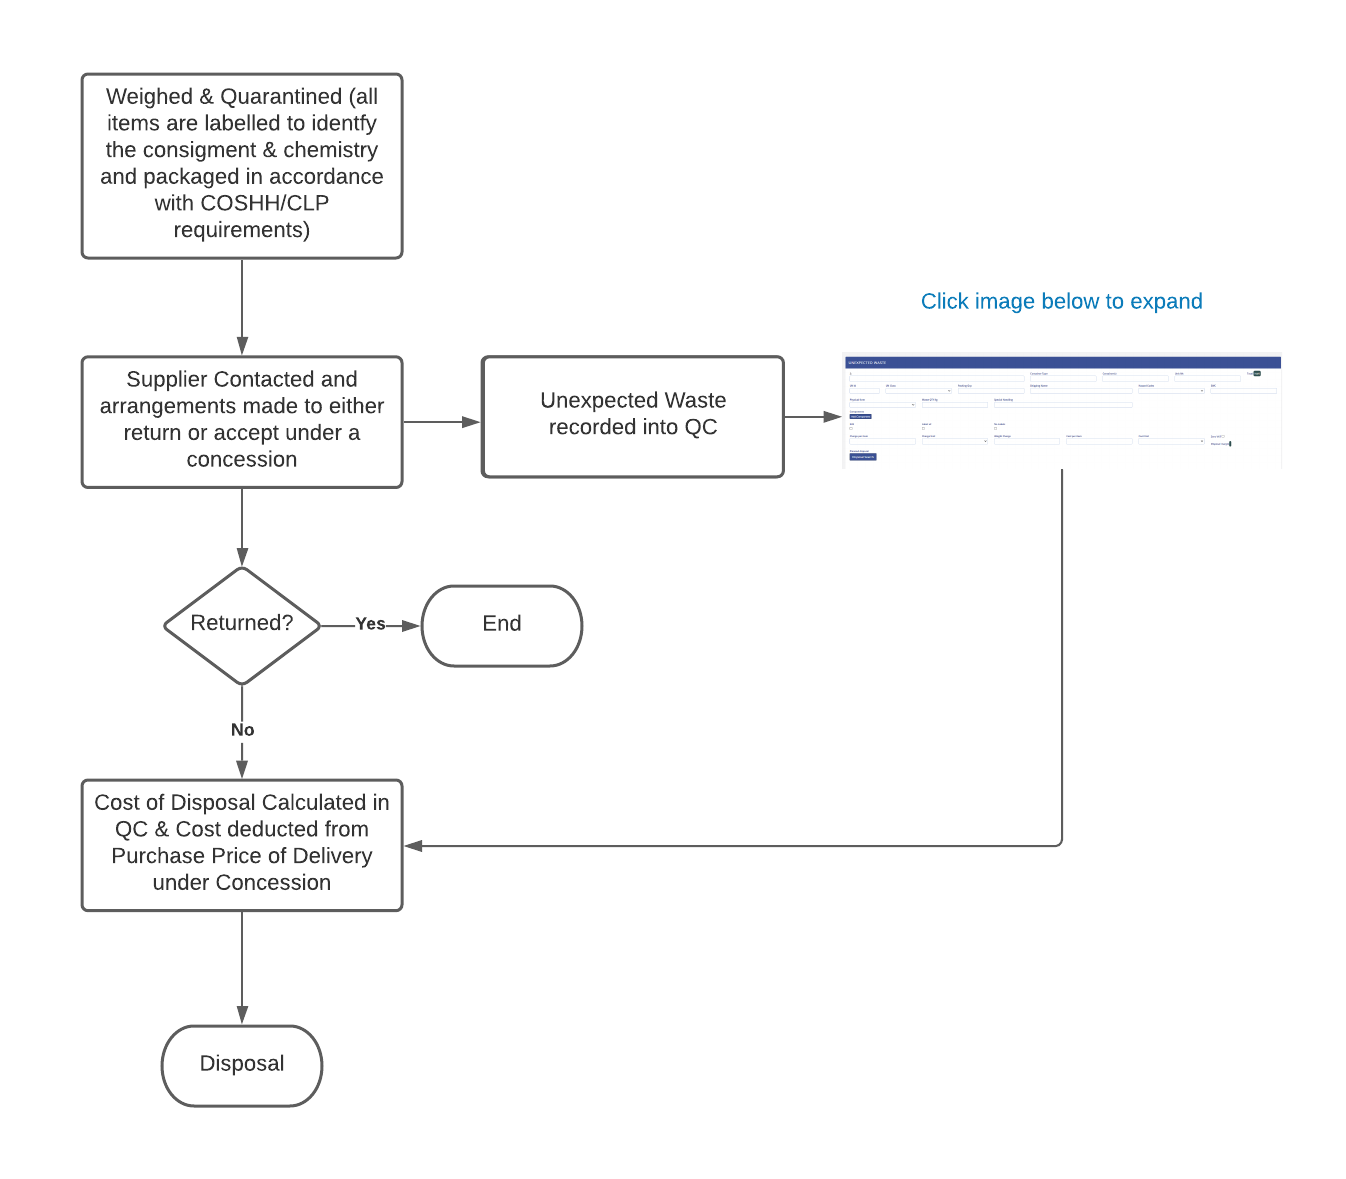 Weighed & Quarantined (all
items are labelled to identfy
the consigment & chemistry
and packaged in accordance
with COSHH/CLP
requirements)
Click image below to expand
Supplier Contacted and
arrangements made to either
return or accept under a
concession
Unexpected Waste
recorded into QC
UNEXPECTED WASTE
Returned?
Yes
End
No
Cost of Disposal Calculated in
QC & Cost deducted from
Purchase Price of Delivery
under Concession
Disposal